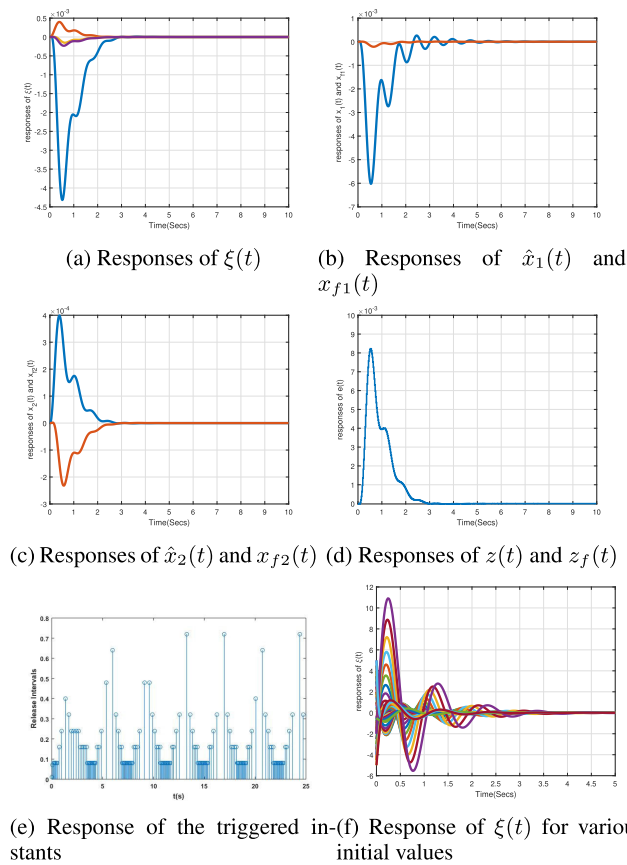 ×10⁻³
0.5
0
-0.5
-1
-1.5
-2
-2.5
-3
-3.5
-4
-4.5
0 1 2 3 4 5 6 7 8 9 10
Time(Secs)
responses of ξ(t)
(a) Responses of ξ(t)
×10⁻³
1
0
-1
-2
-3
-4
-5
-6
-7
0 1 2 3 4 5 6 7 8 9 10
Time(Secs)
responses of x₁(t) and x_f1(t)
(b) Responses of x̂₁(t) and
x_f1(t)
×10⁻⁴
4
3
2
1
0
-1
-2
-3
0 1 2 3 4 5 6 7 8 9 10
Time(Secs)
responses of x₂(t) and x_f2(t)
(c) Responses of x̂₂(t) and x_f2(t)
×10⁻³
10
9
8
7
6
5
4
3
2
1
0
0 1 2 3 4 5 6 7 8 9 10
Time(Secs)
responses of e(t)
(d) Responses of z(t) and z_f(t)
0.8
0.7
0.6
0.5
0.4
0.3
0.2
0.1
0
0 5 10 15 20 25
t(s)
Release Intervals
(e) Response of the triggered in-
stants
12
10
8
6
4
2
0
-2
-4
-6
0 0.5 1 1.5 2 2.5 3 3.5 4 4.5 5
Time(Secs)
responses of ξ(t)
(f) Response of ξ(t) for variou
initial values